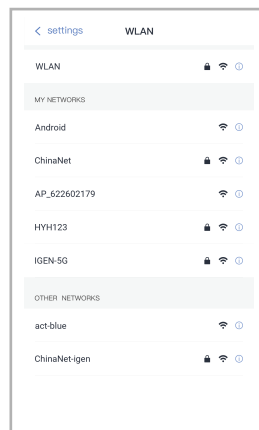 settings WLAN
WLAN
MY NETWORKS
Android
ChinaNet
AP_622602179
HYH123
IGEN-5G
OTHER NETWORKS
act-blue
ChinaNet-igen